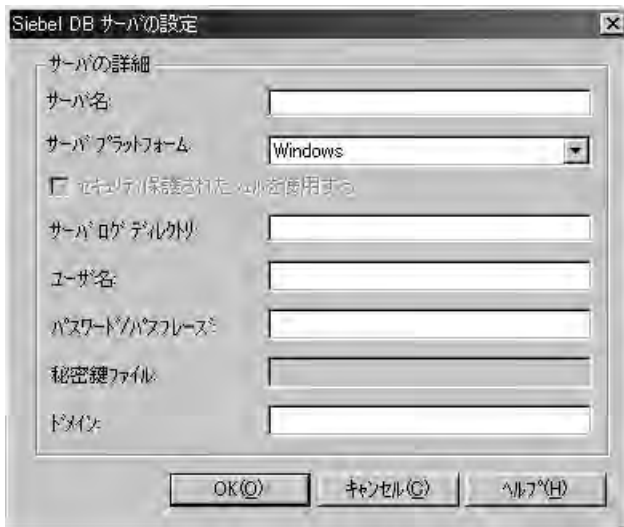 Siebel DB サーバの設定
サーバの詳細
サーバ名:
サーバ プラットフォーム
Windows
セキュリティ保護されたシェルを使用する
サーバ ログ ディレクトリ:
ユーザ名:
パスワード/パスフレーズ:
秘密鍵ファイル:
ドメイン:
OK(O)
キャンセル(C)
ヘルプ(H)